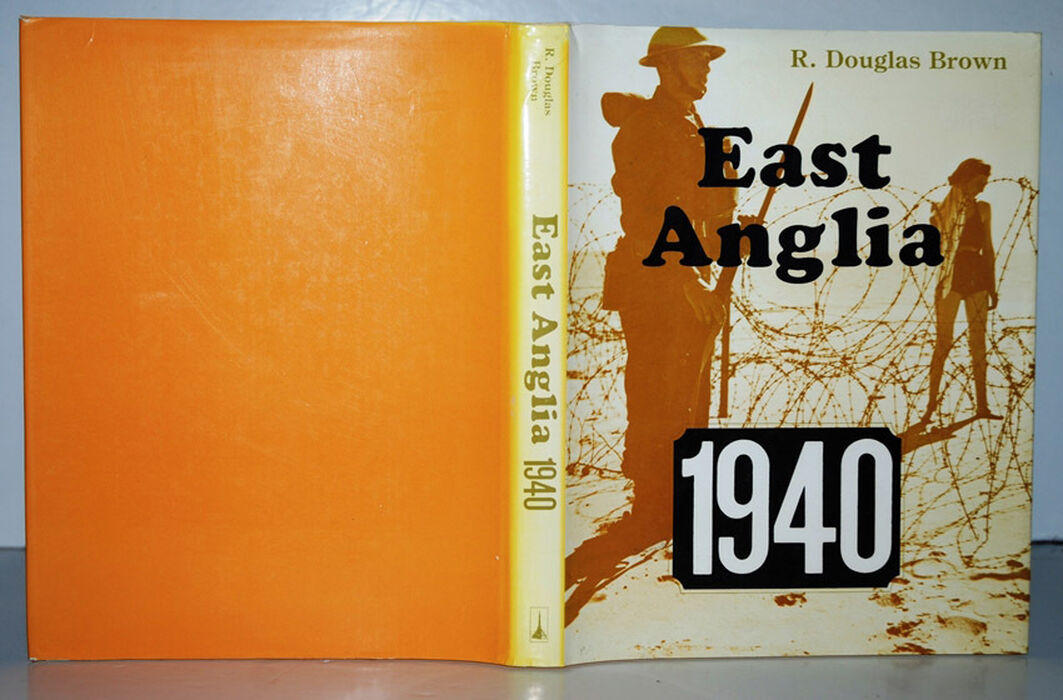 R. Douglas
Brown
East Anglia 1940
R. Douglas Brown
East
Anglia
1940